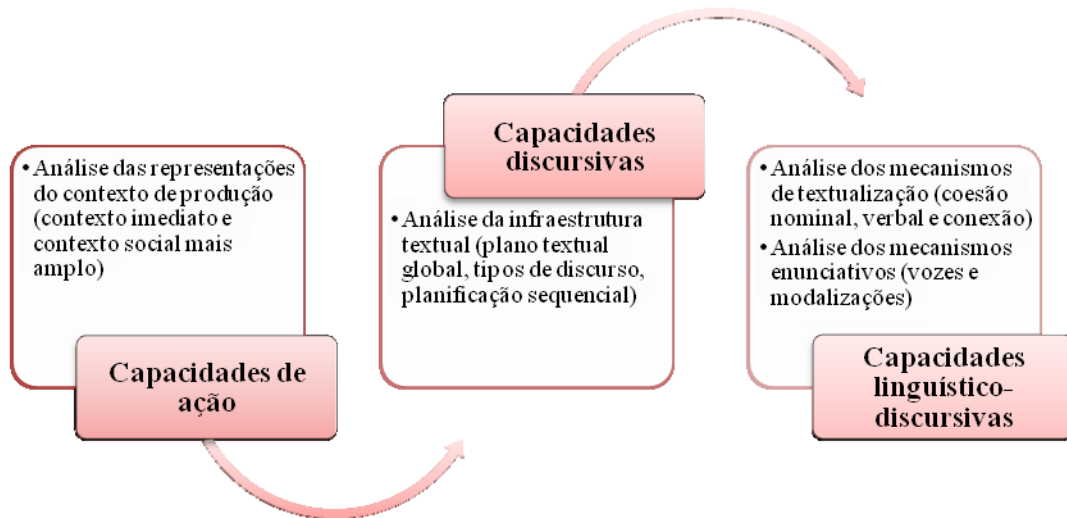 • Análise das representações
do contexto de produção
(contexto imediato e
contexto social mais
amplo)
Capacidades de
ação
Capacidades
discursivas
• Análise da infraestrutura
textual (plano textual
global, tipos de discurso,
planificação sequencial)
• Análise dos mecanismos
de textualização (coesão
nominal, verbal e conexão)
• Análise dos mecanismos
enunciativos (vozes e
modalizações)
Capacidades
linguístico-
discursivas